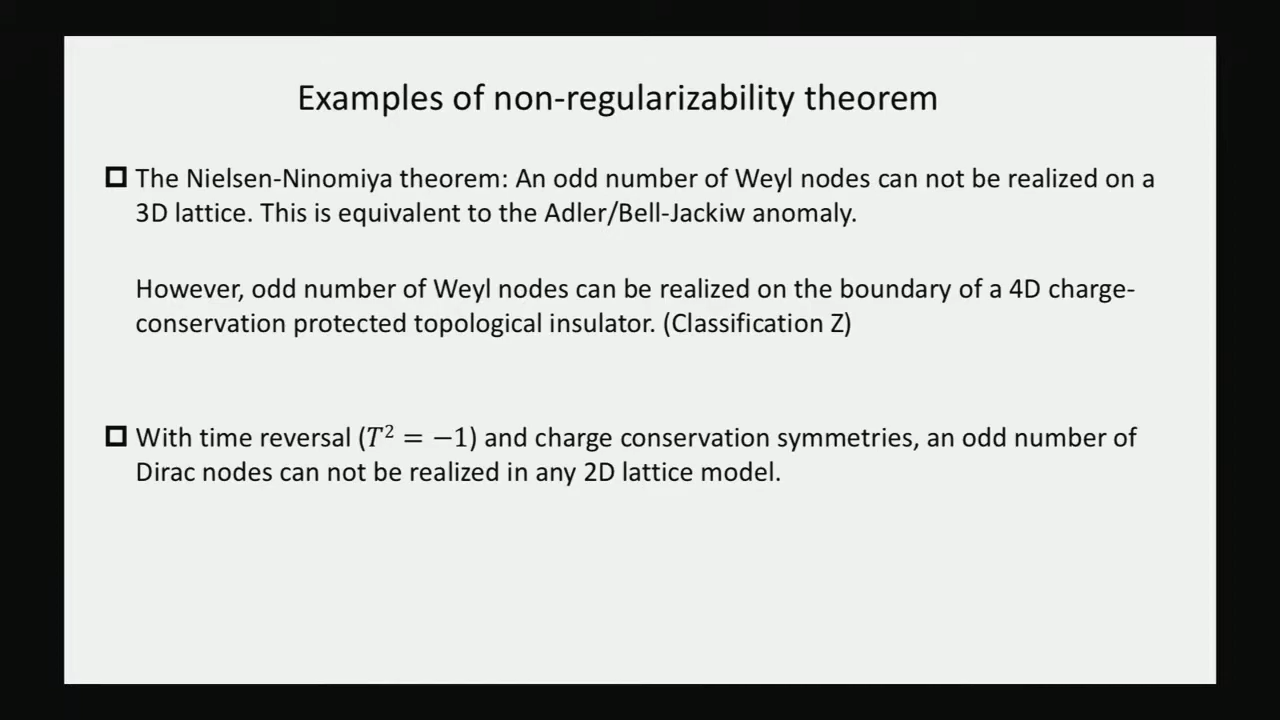 Examples of non-regularizability theorem
The Nielsen-Ninomiya theorem: An odd number of Weyl nodes can not be realized on a
3D lattice. This is equivalent to the Adler/Bell-Jackiw anomaly.
However, odd number of Weyl nodes can be realized on the boundary of a 4D charge-
conservation protected topological insulator. (Classification Z)
With time reversal (𝑇² = −1) and charge conservation symmetries, an odd number of
Dirac nodes can not be realized in any 2D lattice model.